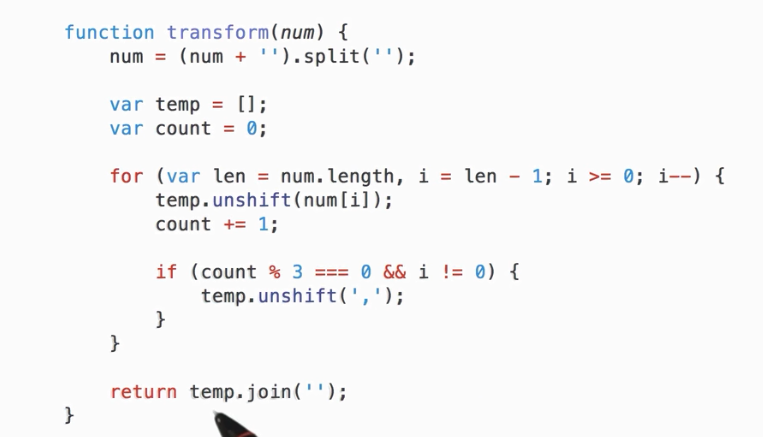 function transform(num) {
    num = (num + '').split('');
    var temp = [];
    var count = 0;
    for (var len = num.length, i = len - 1; i >= 0; i--) {
        temp.unshift(num[i]);
        count += 1;
        if (count % 3 === 0 && i != 0) {
            temp.unshift(',');
        }
    }
    return temp.join('');
}